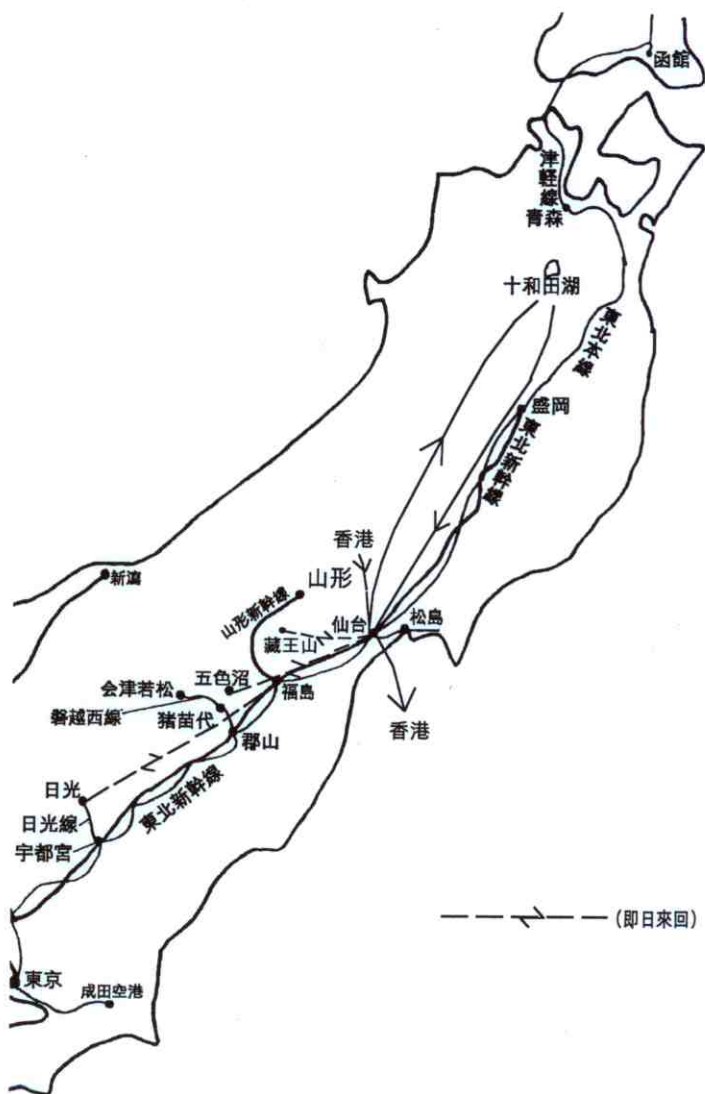 函館
津軽線
青森
十和田湖
東北本線
盛岡
東北新幹線
香港
山形
新潟
山形新幹線
仙台
松島
藏王山
五色沼
会津若松
福島
磐越西線
猪苗代
郡山
香港
日光
東北新幹線
日光線
宇都宮
(即日來回)
東京
成田空港